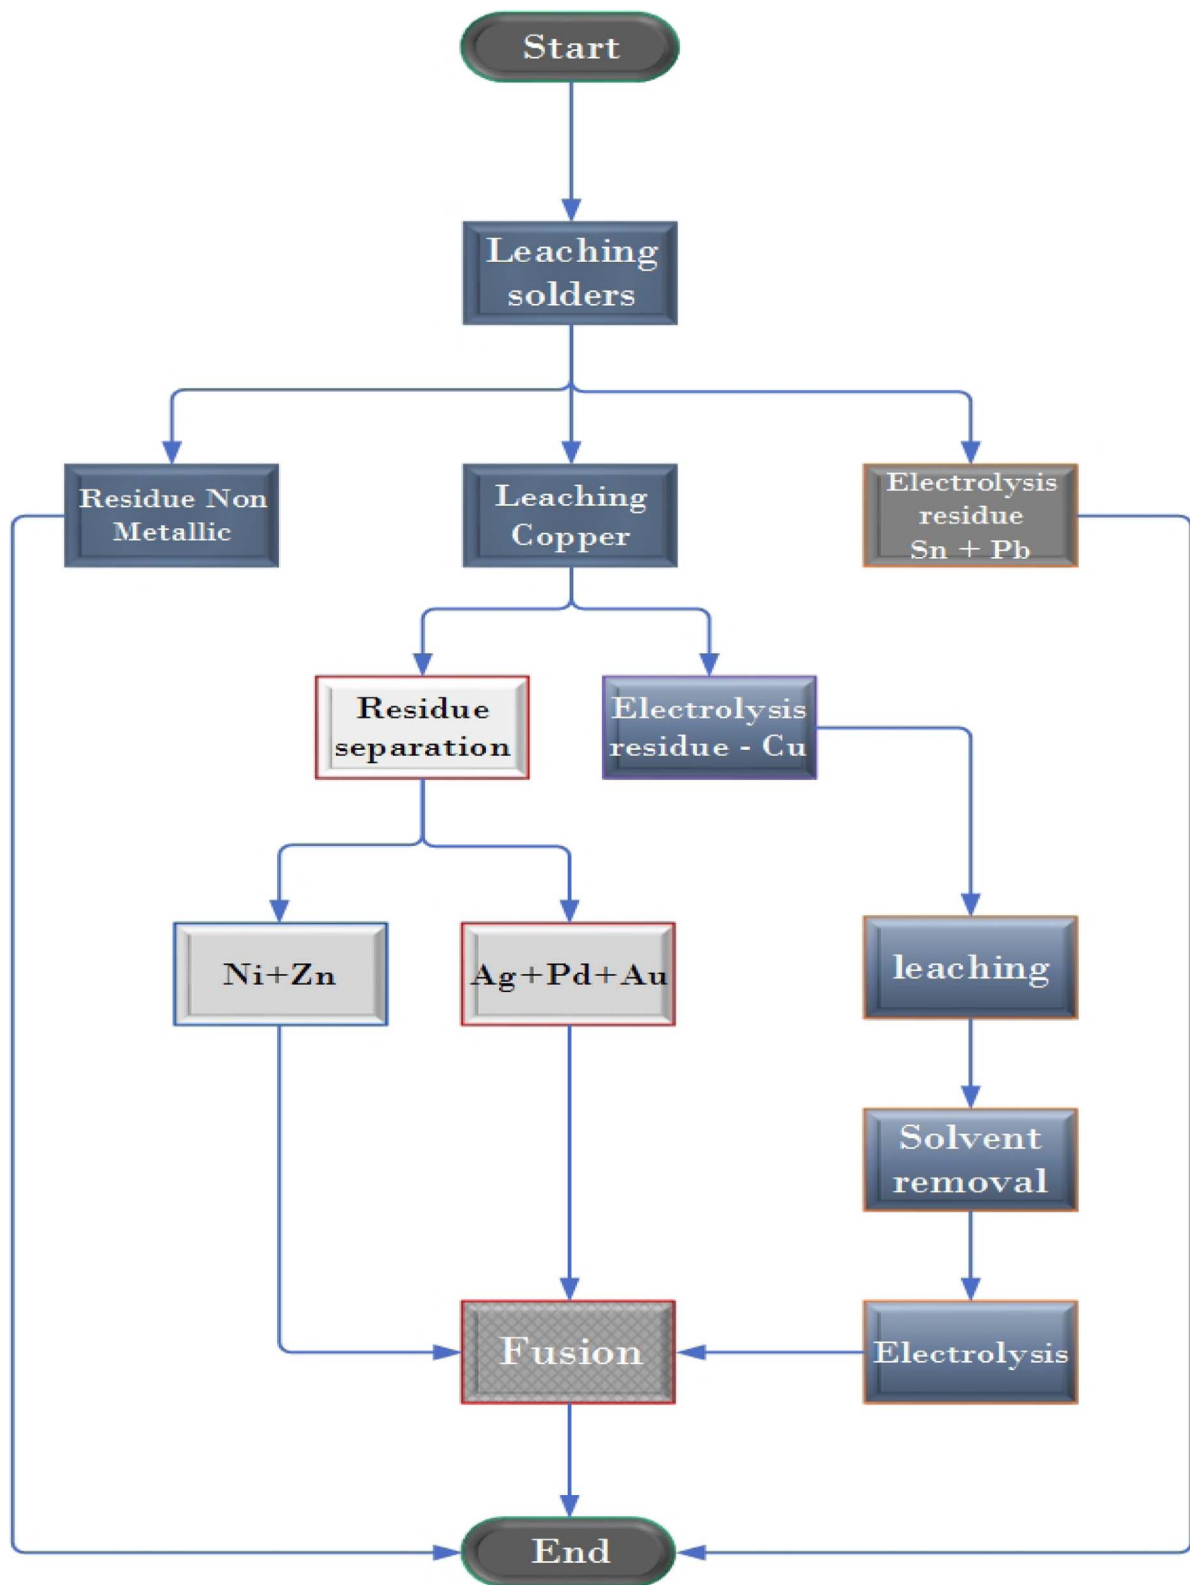 Start
Leaching
solders
Residue Non
Metallic
Leaching
Copper
Electrolysis
residue
Sn + Pb
Residue
separation
Electrolysis
residue - Cu
Ni+Zn
Ag+Pd+Au
leaching
Solvent
removal
Fusion
Electrolysis
End